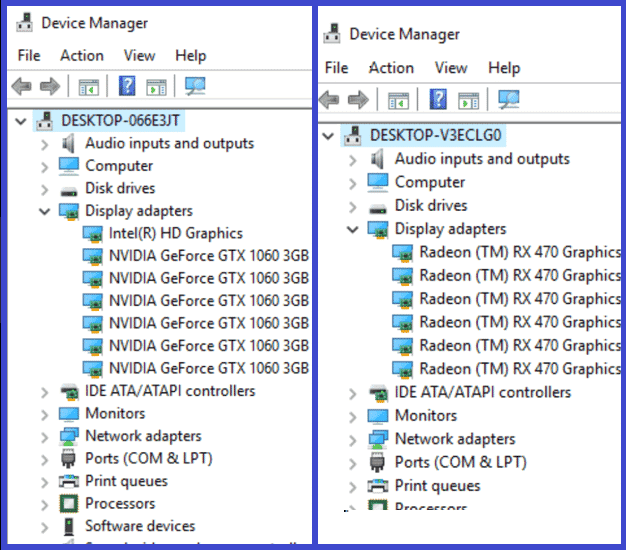 Device Manager
File Action View Help
DESKTOP-066E3JT
Audio inputs and outputs
Computer
Disk drives
Display adapters
Intel(R) HD Graphics
NVIDIA GeForce GTX 1060 3GB
NVIDIA GeForce GTX 1060 3GB
NVIDIA GeForce GTX 1060 3GB
NVIDIA GeForce GTX 1060 3GB
NVIDIA GeForce GTX 1060 3GB
NVIDIA GeForce GTX 1060 3GB
IDE ATA/ATAPI controllers
Monitors
Network adapters
Ports (COM & LPT)
Print queues
Processors
Software devices
Device Manager
File Action View Help
DESKTOP-V3ECLG0
Audio inputs and outputs
Computer
Disk drives
Display adapters
Radeon (TM) RX 470 Graphics
Radeon (TM) RX 470 Graphics
Radeon (TM) RX 470 Graphics
Radeon (TM) RX 470 Graphics
Radeon (TM) RX 470 Graphics
Radeon (TM) RX 470 Graphics
IDE ATA/ATAPI controllers
Monitors
Network adapters
Ports (COM & LPT)
Print queues
Processors